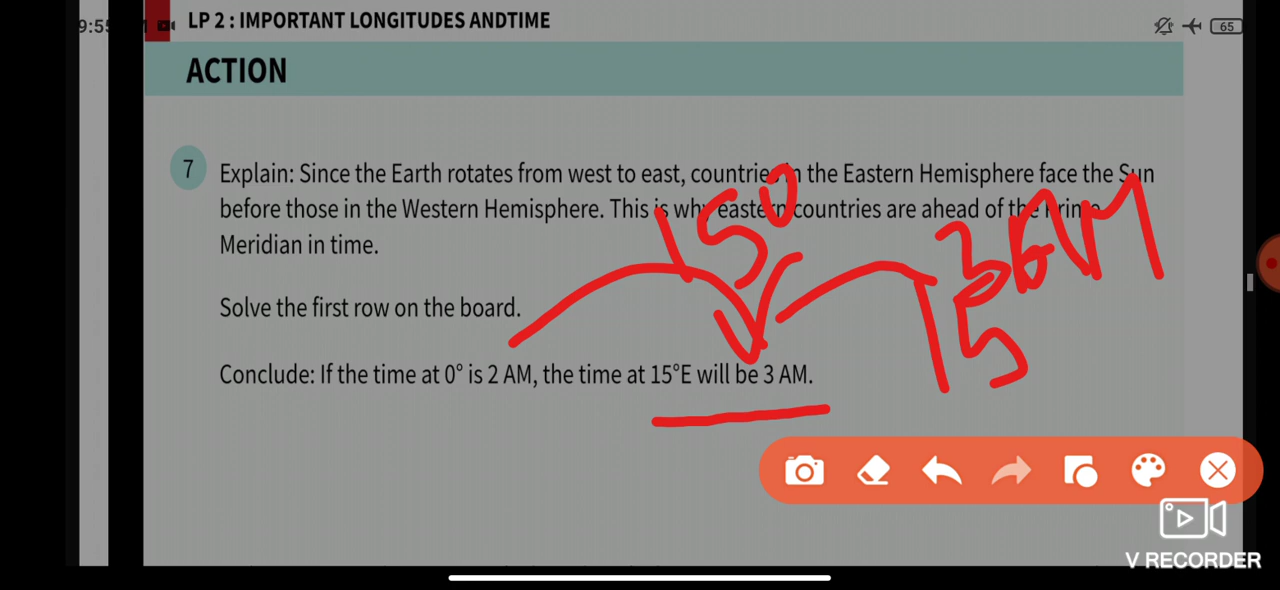 9:55
LP 2 : IMPORTANT LONGITUDES ANDTIME
65
ACTION
7
Explain: Since the Earth rotates from west to east, countries in the Eastern Hemisphere face the Sun
before those in the Western Hemisphere. This is why eastern countries are ahead of the Prime
Meridian in time.
150
Solve the first row on the board.
15
Conclude: If the time at 0° is 2 AM, the time at 15°E will be 3 AM.
V RECORDER